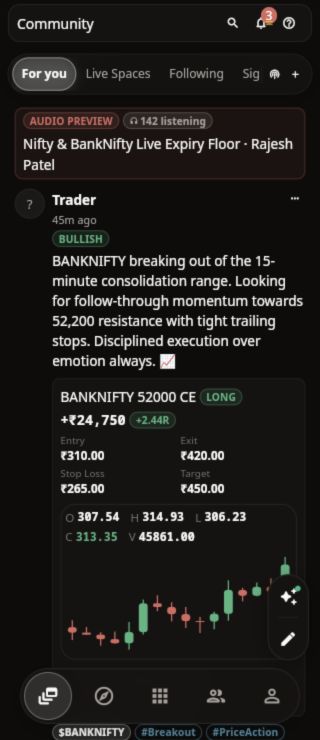 Community
3
For you Live Spaces Following Sig
AUDIO PREVIEW 142 listening
Nifty & BankNifty Live Expiry Floor · Rajesh
Patel
? Trader
45m ago
BULLISH
BANKNIFTY breaking out of the 15-
minute consolidation range. Looking
for follow-through momentum towards
52,200 resistance with tight trailing
stops. Disciplined execution over
emotion always. 📈
BANKNIFTY 52000 CE LONG
+₹24,750 +2.44R
Entry Exit
₹310.00 ₹420.00
Stop Loss Target
₹265.00 ₹450.00
O 307.54 H 314.93 L 306.23
C 313.35 V 45861.00
$BANKNIFTY #Breakout #PriceAction